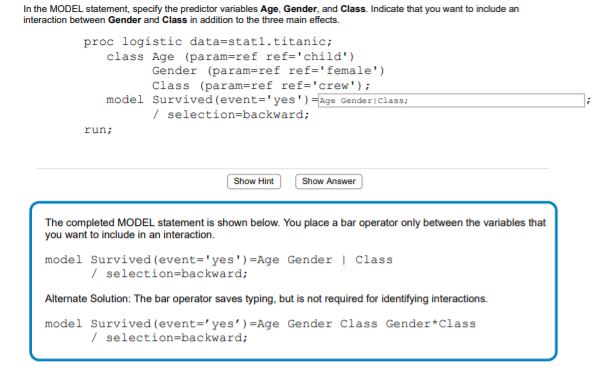 In the MODEL statement, specify the predictor variables Age, Gender, and Class. Indicate that you want to include an
interaction between Gender and Class in addition to the three main effects.
proc logistic data=stat1.titanic;
class Age (param=ref ref='child')
Gender (param=ref ref='female')
Class (param=ref ref='crew');
model Survived(event='yes')=Age Gender|Class; ;
/ selection=backward;
run;
Show Hint Show Answer
The completed MODEL statement is shown below. You place a bar operator only between the variables that
you want to include in an interaction.
model Survived(event='yes')=Age Gender | Class
/ selection=backward;
Alternate Solution: The bar operator saves typing, but is not required for identifying interactions.
model Survived(event=’yes’)=Age Gender Class Gender*Class
/ selection=backward;